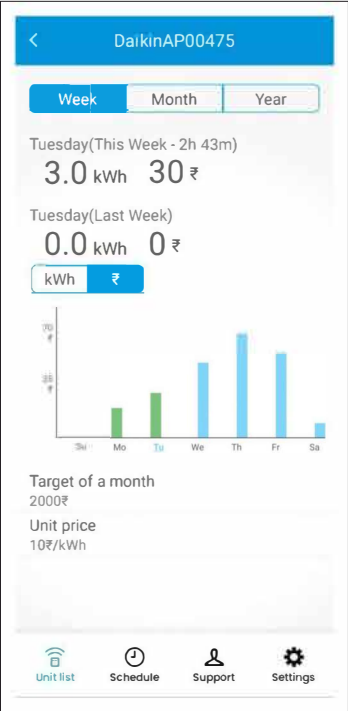 DaikinAP00475
Week Month Year
Tuesday(This Week - 2h 43m)
3.0 kWh 30 ₹
Tuesday(Last Week)
0.0 kWh 0 ₹
kWh ₹
70
₹
35
₹
Su Mo Tu We Th Fr Sa
Target of a month
2000₹
Unit price
10₹/kWh
Unit list Schedule Support Settings